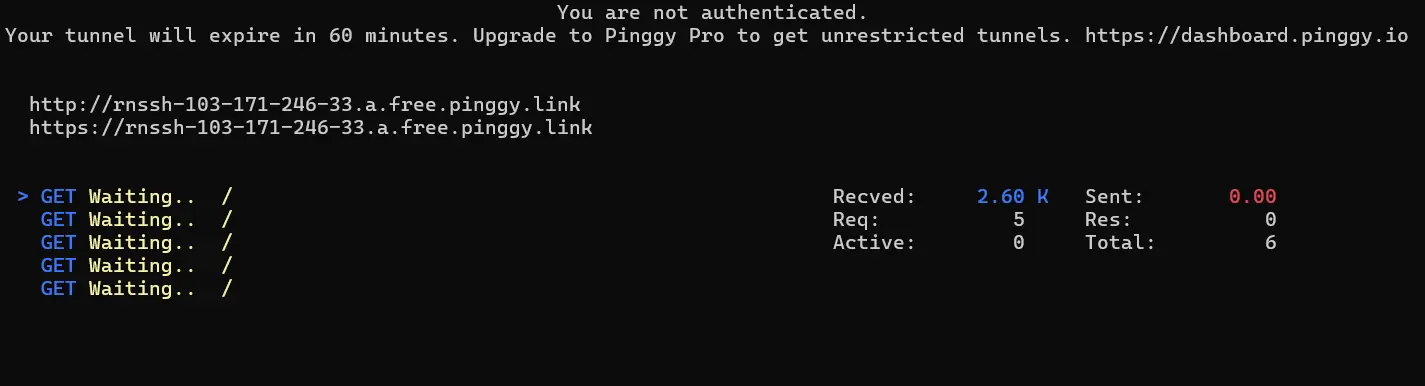 You are not authenticated.
Your tunnel will expire in 60 minutes. Upgrade to Pinggy Pro to get unrestricted tunnels. https://dashboard.pinggy.io
http://rnssh-103-171-246-33.a.free.pinggy.link
https://rnssh-103-171-246-33.a.free.pinggy.link
> GET Waiting.. / Recved: 2.60 K Sent: 0.00
GET Waiting.. / Req: 5 Res: 0
GET Waiting.. / Active: 0 Total: 6
GET Waiting.. /
GET Waiting.. /